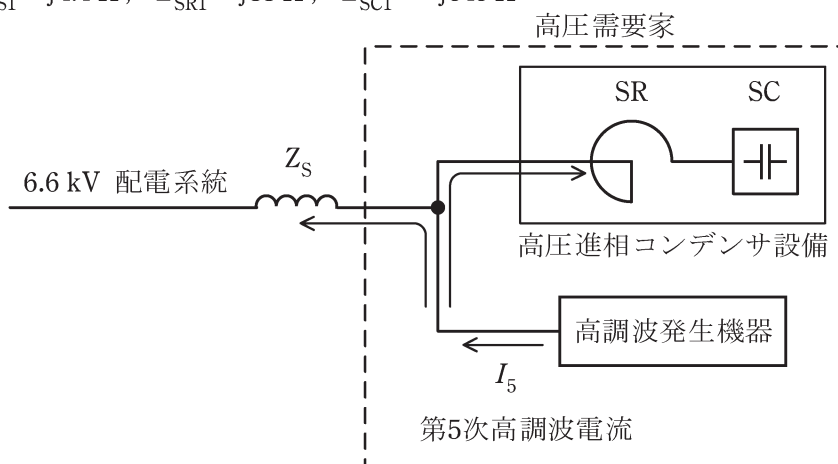 高圧需要家
SR SC
Z_S
6.6 kV 配電系統
高圧進相コンデンサ設備
高調波発生機器
I_5
第5次高調波電流